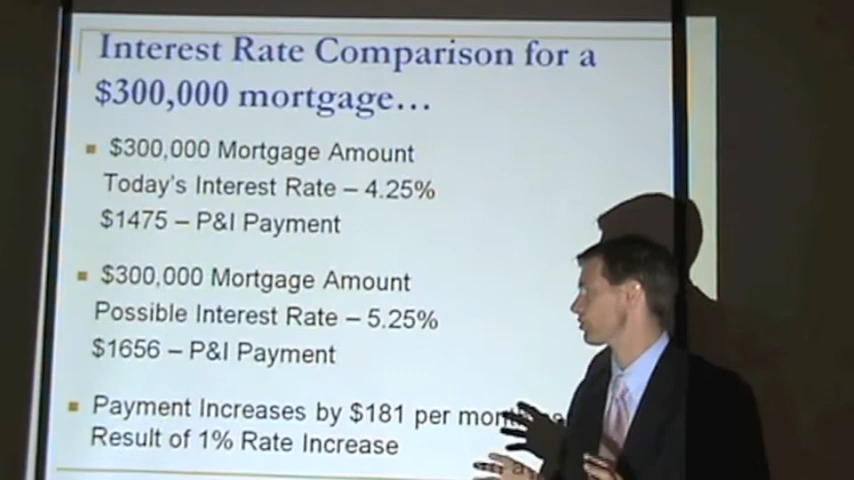 Interest Rate Comparison for a
$300,000 mortgage…
$300,000 Mortgage Amount
Today's Interest Rate – 4.25%
$1475 – P&I Payment
$300,000 Mortgage Amount
Possible Interest Rate – 5.25%
$1656 – P&I Payment
Payment Increases by $181 per month
Result of 1% Rate Increase